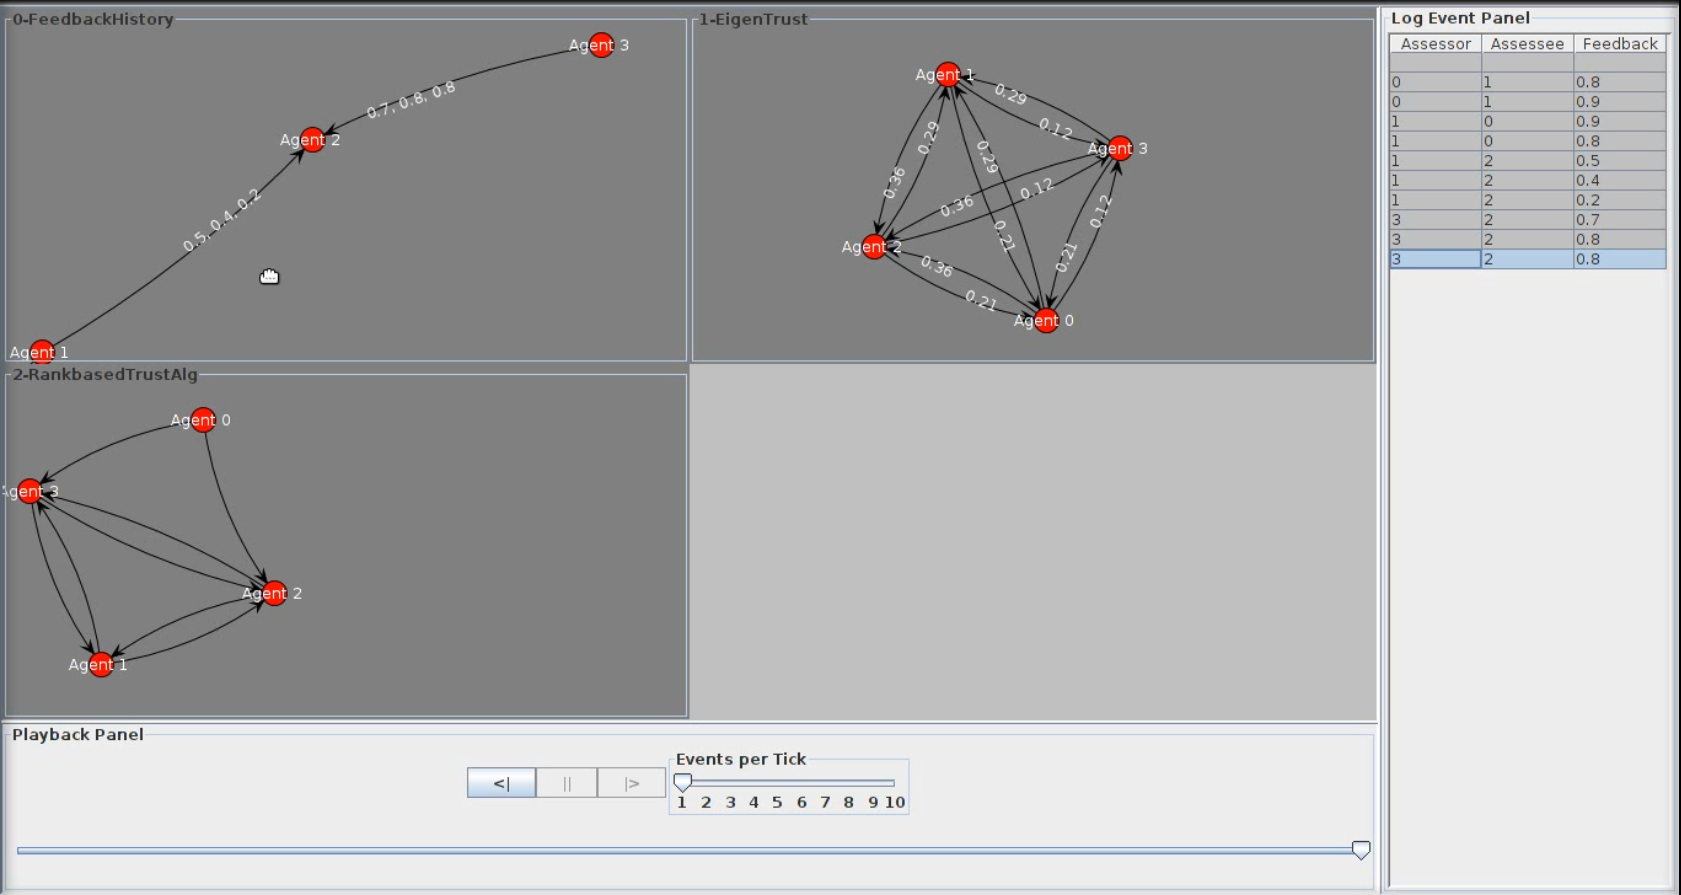 0-FeedbackHistory
Agent 3
0.7, 0.8, 0.8
Agent 2
0.5, 0.4, 0.2
Agent 1
1-EigenTrust
Agent 1
0.29
0.12
Agent 3
0.29
0.29
0.36
0.12
0.36
0.12
0.21
Agent 2
0.36
0.21
0.21
Agent 0
2-RankbasedTrustAlg
Agent 0
Agent 3
Agent 2
Agent 1
Playback Panel
<| || |>
Events per Tick
1 2 3 4 5 6 7 8 9 10
Log Event Panel
Assessor Assessee Feedback
0 1 0.8
0 1 0.9
1 0 0.9
1 0 0.8
1 2 0.5
1 2 0.4
1 2 0.2
3 2 0.7
3 2 0.8
3 2 0.8